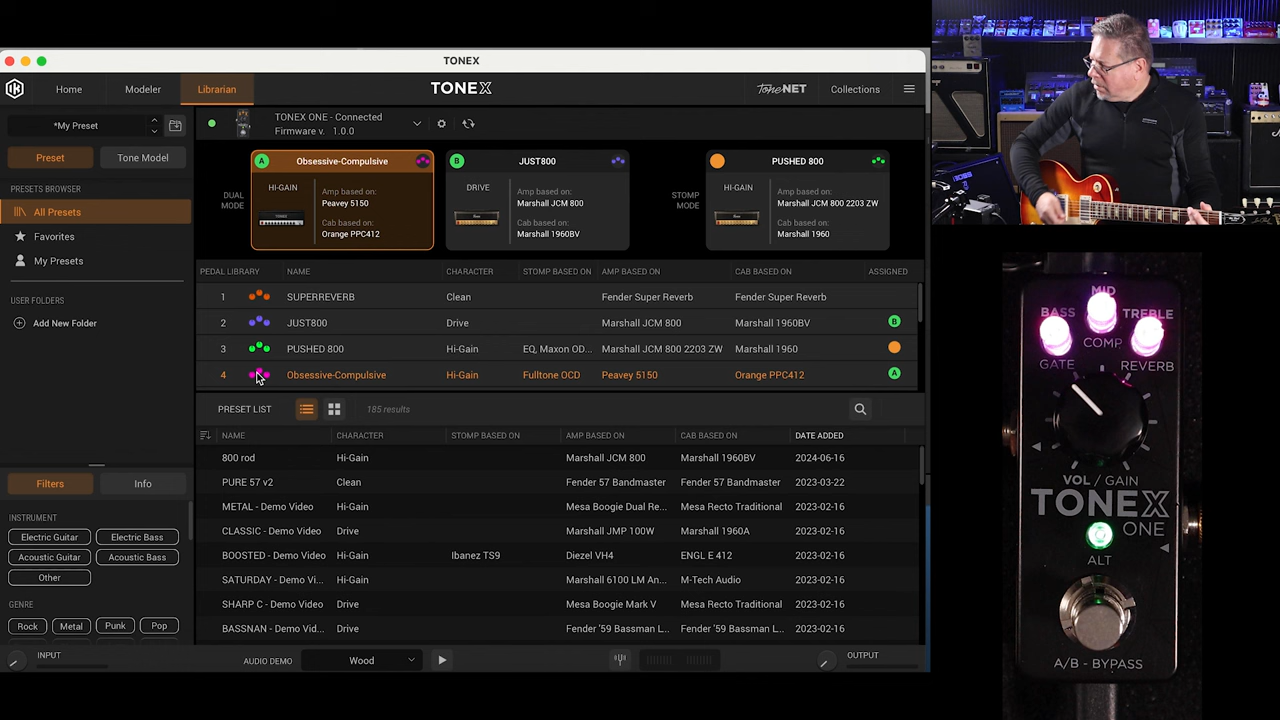 TONEX
Home
Modeler
Librarian
TONEX
ToneNET
Collections
*My Preset
TONEX ONE - Connected
Firmware v. 1.0.0
Preset
Tone Model
PRESETS BROWSER
All Presets
Favorites
My Presets
USER FOLDERS
Add New Folder
DUAL
MODE
A
Obsessive-Compulsive
HI-GAIN
Amp based on:
Peavey 5150
Cab based on:
Orange PPC412
B
JUST800
DRIVE
Amp based on:
Marshall JCM 800
Cab based on:
Marshall 1960BV
STOMP
MODE
PUSHED 800
HI-GAIN
Amp based on:
Marshall JCM 800 2203 ZW
Cab based on:
Marshall 1960
PEDAL LIBRARY NAME CHARACTER STOMP BASED ON AMP BASED ON CAB BASED ON ASSIGNED
1 SUPERREVERB Clean Fender Super Reverb Fender Super Reverb
2 JUST800 Drive Marshall JCM 800 Marshall 1960BV B
3 PUSHED 800 Hi-Gain EQ, Maxon OD... Marshall JCM 800 2203 ZW Marshall 1960
4 Obsessive-Compulsive Hi-Gain Fulltone OCD Peavey 5150 Orange PPC412 A
PRESET LIST 185 results
NAME CHARACTER STOMP BASED ON AMP BASED ON CAB BASED ON DATE ADDED
800 rod Hi-Gain Marshall JCM 800 Marshall 1960BV 2024-06-16
PURE 57 v2 Clean Fender 57 Bandmaster Fender 57 Bandmaster 2023-03-22
METAL - Demo Video Hi-Gain Mesa Boogie Dual Re... Mesa Recto Traditional 2023-02-16
CLASSIC - Demo Video Drive Marshall JMP 100W Marshall 1960A 2023-02-16
BOOSTED - Demo Video Hi-Gain Ibanez TS9 Diezel VH4 ENGL E 412 2023-02-16
SATURDAY - Demo Vi... Hi-Gain Marshall 6100 LM An... M-Tech Audio 2023-02-16
SHARP C - Demo Video Drive Mesa Boogie Mark V Mesa Recto Traditional 2023-02-16
BASSNAN - Demo Vid... Drive Fender '59 Bassman L... Fender '59 Bassman L... 2023-02-16
Filters
Info
INSTRUMENT
Electric Guitar
Electric Bass
Acoustic Guitar
Acoustic Bass
Other
GENRE
Rock
Metal
Punk
Pop
INPUT
AUDIO DEMO
Wood
OUTPUT
MID
BASS
TREBLE
COMP
GATE
REVERB
VOL / GAIN
TONEX
ONE
ALT
A/B - BYPASS